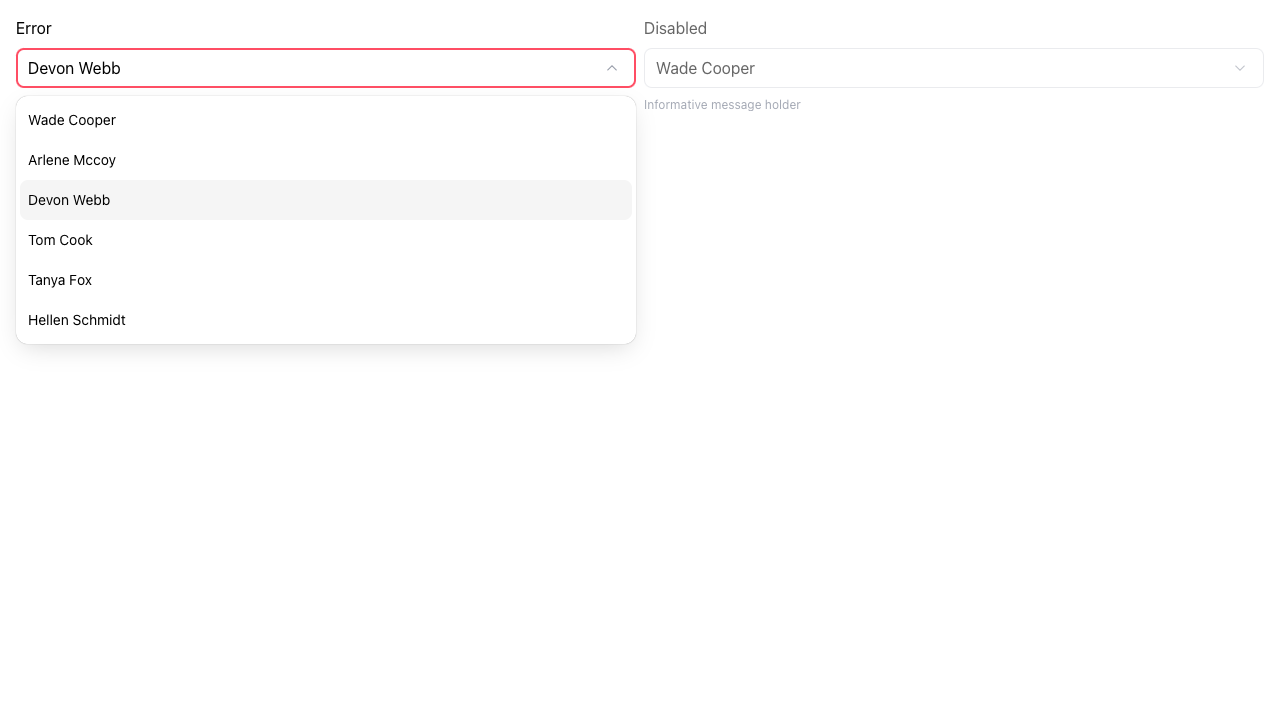 Error
Devon Webb
Wade Cooper
Arlene Mccoy
Devon Webb
Tom Cook
Tanya Fox
Hellen Schmidt
Disabled
Wade Cooper
Informative message holder